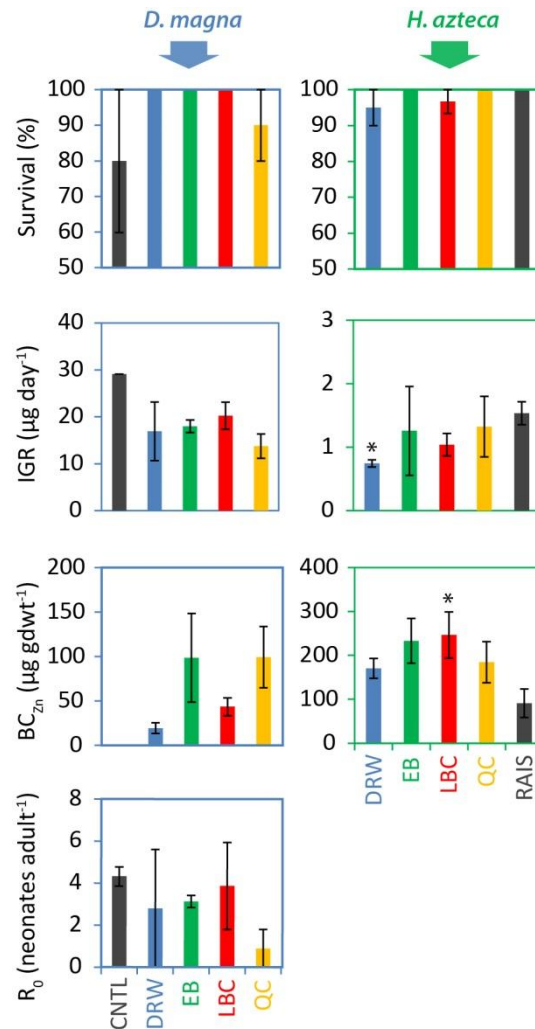 D. magna
H. azteca
Survival (%)
100
90
80
70
60
50
100
90
80
70
60
50
IGR (µg day⁻¹)
40
30
20
10
0
3
2
1
0
*
BC_Zn (µg gdwt⁻¹)
200
150
100
50
0
400
300
200
100
0
*
DRW
EB
LBC
QC
RAIS
R₀ (neonates adult⁻¹)
8
6
4
2
0
CNTL
DRW
EB
LBC
QC